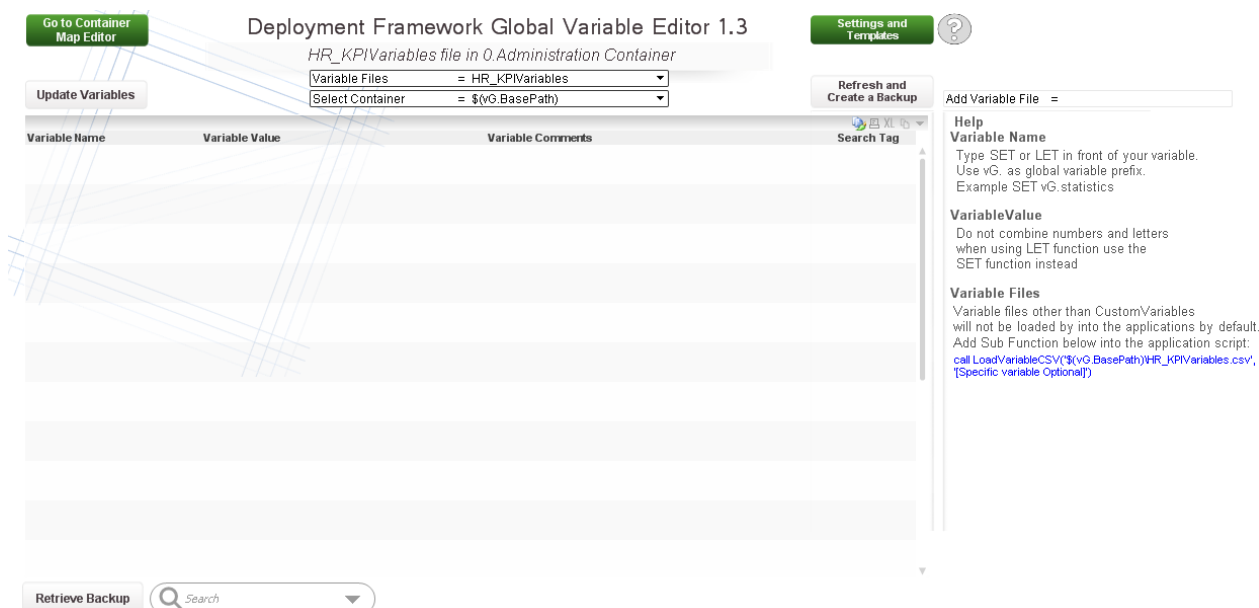 Go to Container
Map Editor
Deployment Framework Global Variable Editor 1.3
Settings and
Templates
?
HR_KPIVariables file in 0.Administration Container
Variable Files = HR_KPIVariables
Select Container = $(vG.BasePath)
Update Variables
Refresh and
Create a Backup
Add Variable File =
XL
Variable Name Variable Value Variable Comments Search Tag
Help
Variable Name
Type SET or LET in front of your variable.
Use vG. as global variable prefix.
Example SET vG.statistics
VariableValue
Do not combine numbers and letters
when using LET function use the
SET function instead
Variable Files
Variable files other than CustomVariables
will not be loaded by into the applications by default.
Add Sub Function below into the application script:
call LoadVariableCSV('$(vG.BasePath)\HR_KPIVariables.csv',
'[Specific variable Optional]')
Retrieve Backup
Search